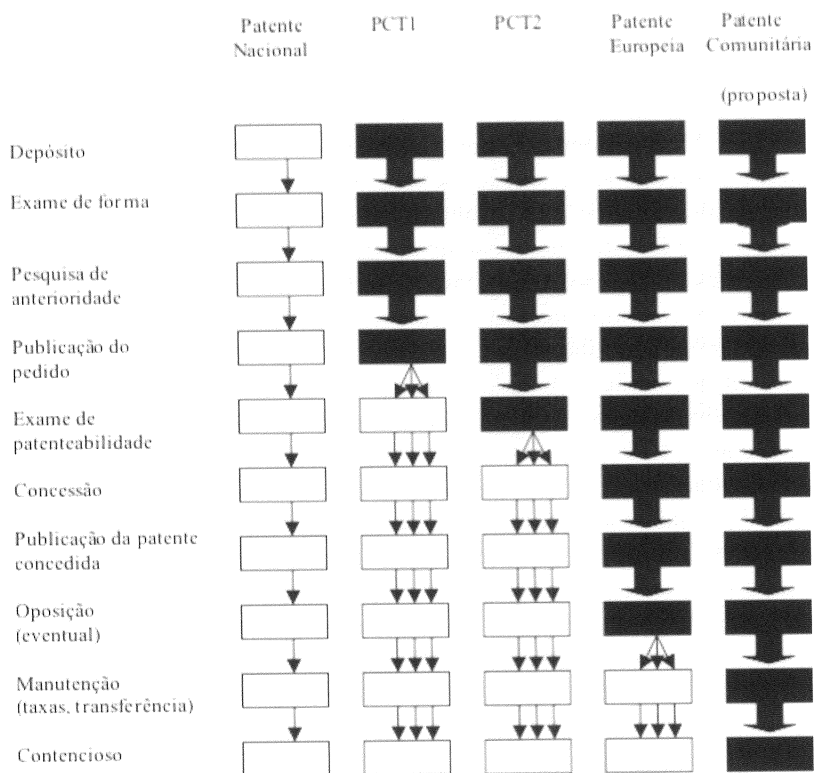 Patente
Nacional
PCT1
PCT2
Patente
Europeia
Patente
Comunitária
(proposta)
Depósito
Exame de forma
Pesquisa de
anterioridade
Publicação do
pedido
Exame de
patenteabilidade
Concessão
Publicação da patente
concedida
Oposição
(eventual)
Manutenção
(taxas, transferência)
Contencioso